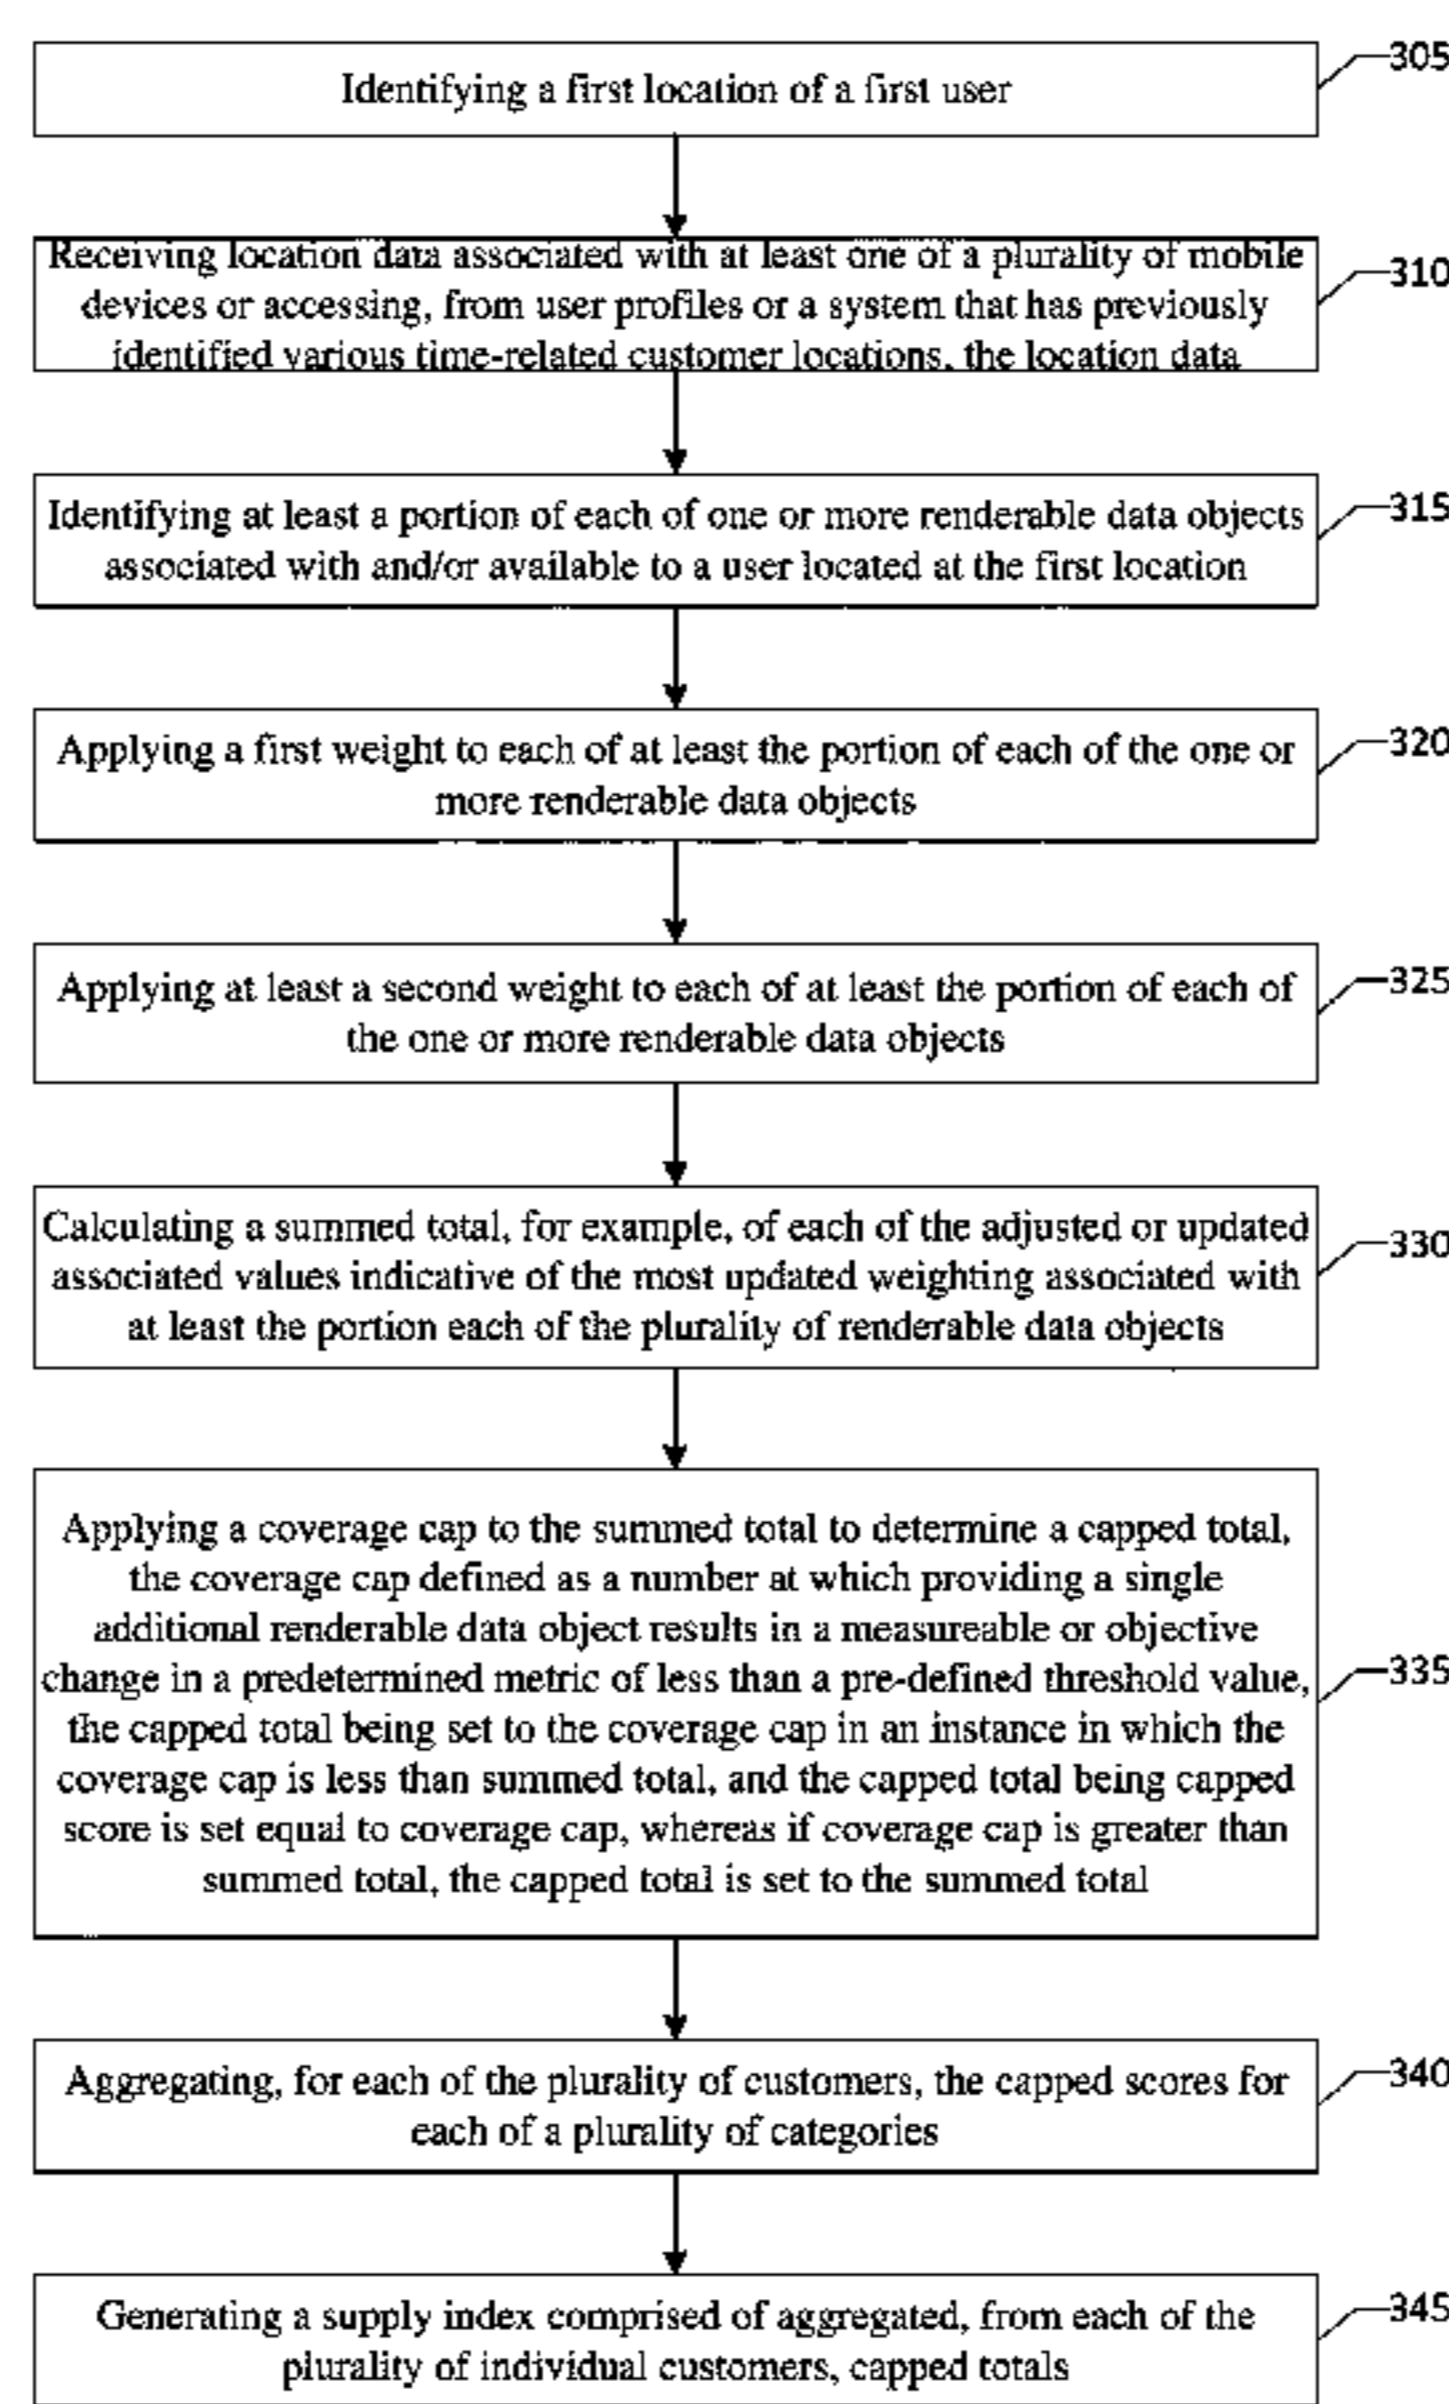 Identifying a first location of a first user
305
Receiving location data associated with at least one of a plurality of mobile
devices or accessing, from user profiles or a system that has previously
identified various time-related customer locations, the location data
310
Identifying at least a portion of each of one or more renderable data objects
associated with and/or available to a user located at the first location
315
Applying a first weight to each of at least the portion of each of the one or
more renderable data objects
320
Applying at least a second weight to each of at least the portion of each of
the one or more renderable data objects
325
Calculating a summed total, for example, of each of the adjusted or updated
associated values indicative of the most updated weighting associated with
at least the portion each of the plurality of renderable data objects
330
Applying a coverage cap to the summed total to determine a capped total,
the coverage cap defined as a number at which providing a single
additional renderable data object results in a measureable or objective
change in a predetermined metric of less than a pre-defined threshold value,
the capped total being set to the coverage cap in an instance in which the
coverage cap is less than summed total, and the capped total being capped
score is set equal to coverage cap, whereas if coverage cap is greater than
summed total, the capped total is set to the summed total
335
Aggregating, for each of the plurality of customers, the capped scores for
each of a plurality of categories
340
Generating a supply index comprised of aggregated, from each of the
plurality of individual customers, capped totals
345